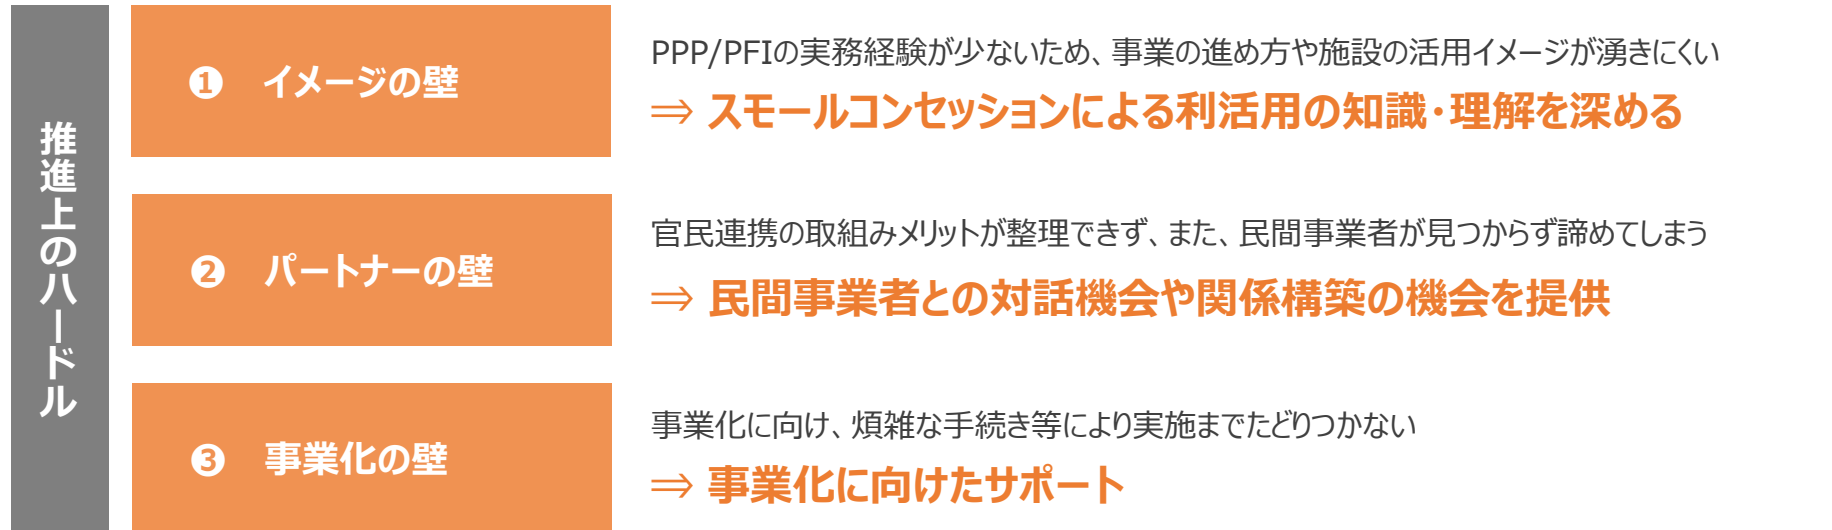 推進上のハードル
❶ イメージの壁
PPP/PFIの実務経験が少ないため、事業の進め方や施設の活用イメージが湧きにくい
⇒ スモールコンセッションによる利活用の知識・理解を深める
❷ パートナーの壁
官民連携の取組みメリットが整理できず、また、民間事業者が見つからず諦めてしまう
⇒ 民間事業者との対話機会や関係構築の機会を提供
❸ 事業化の壁
事業化に向け、煩雑な手続き等により実施までたどりつかない
⇒ 事業化に向けたサポート